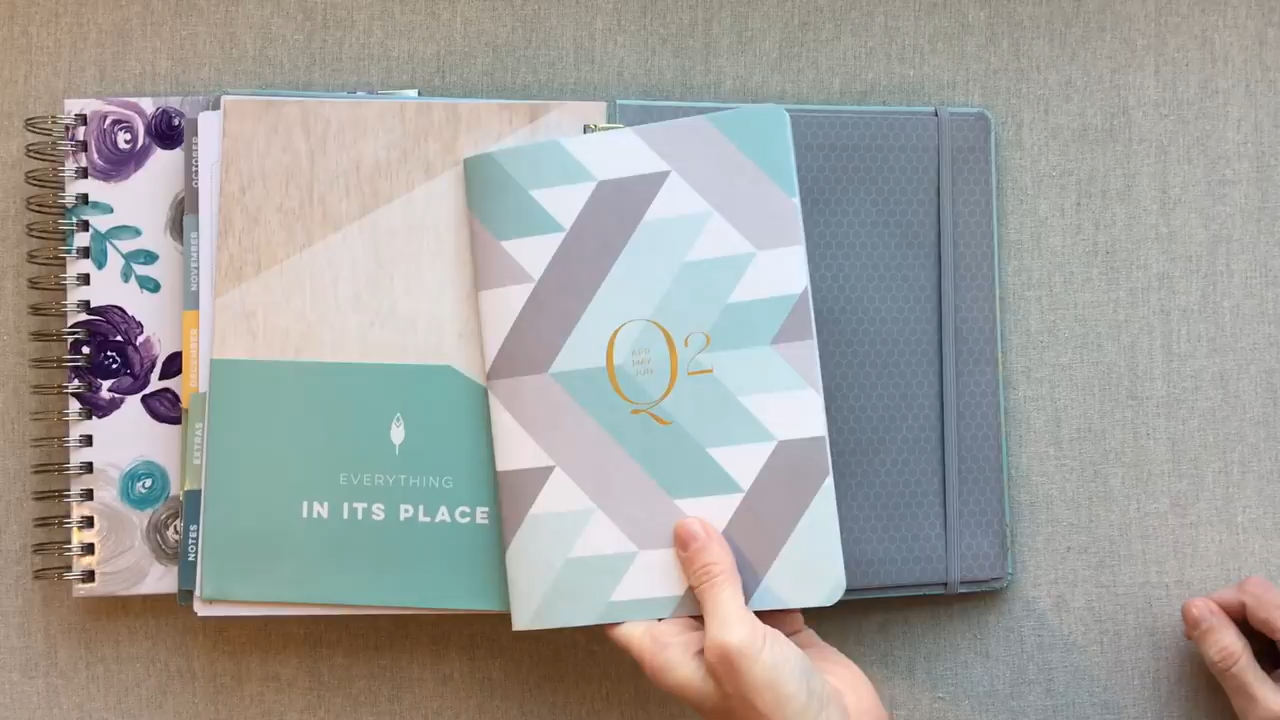 OCTOBER
NOVEMBER
DECEMBER
EXTRAS
NOTES
EVERYTHING
IN ITS PLACE
Q2
APR
MAY
JUN